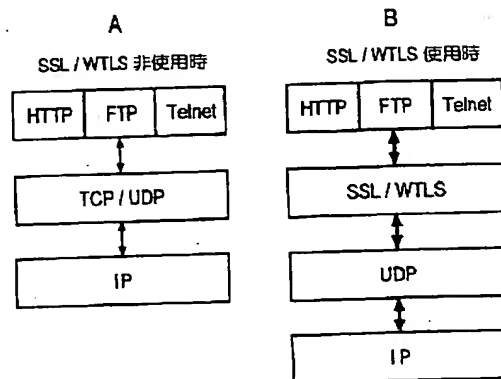 A
SSL / WTLS 非使用時
HTTP FTP Telnet
TCP / UDP
IP
B
SSL / WTLS 使用時
HTTP FTP Telnet
SSL / WTLS
UDP
IP